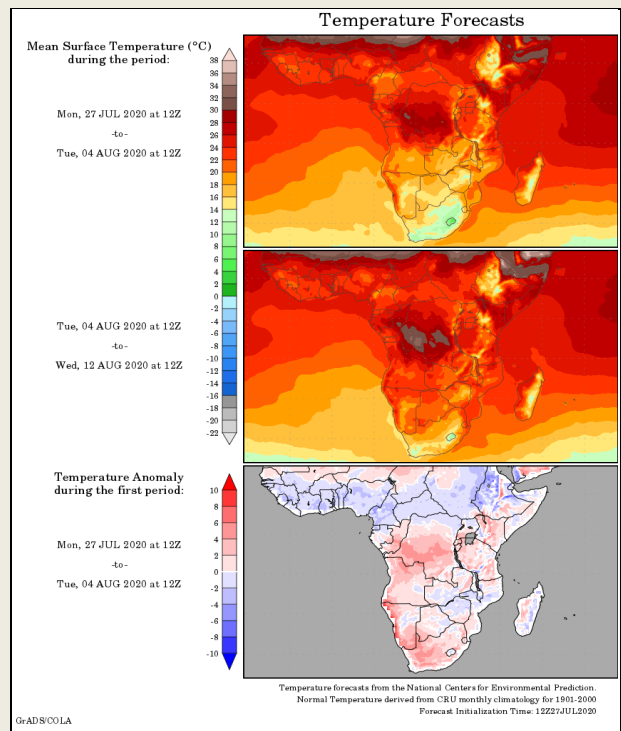 Temperature Forecasts
Mean Surface Temperature (°C)
during the period:
Mon, 27 JUL 2020 at 12Z
-to-
Tue, 04 AUG 2020 at 12Z
38
36
34
32
30
28
26
24
22
20
18
16
14
12
10
8
6
4
2
0
-2
-4
-6
-8
-10
-12
-14
-16
-18
-20
-22
Tue, 04 AUG 2020 at 12Z
-to-
Wed, 12 AUG 2020 at 12Z
Temperature Anomaly
during the first period:
Mon, 27 JUL 2020 at 12Z
-to-
Tue, 04 AUG 2020 at 12Z
10
8
6
4
2
0
-2
-4
-6
-8
-10
Temperature forecasts from the National Centers for Environmental Prediction.
Normal Temperature derived from CRU monthly climatology for 1901-2000
Forecast Initialization Time: 12Z27JUL2020
GrADS/COLA